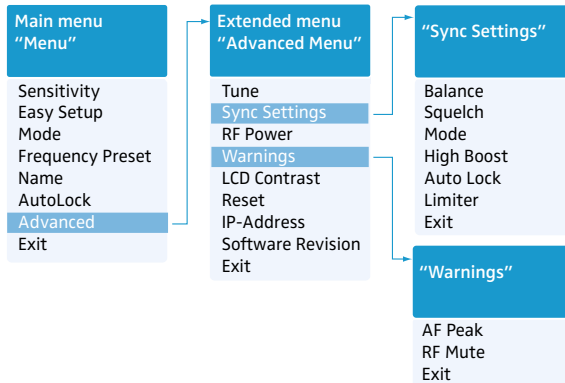 Main menu
“Menu”
Sensitivity
Easy Setup
Mode
Frequency Preset
Name
AutoLock
Advanced
Exit
Extended menu
“Advanced Menu”
Tune
Sync Settings
RF Power
Warnings
LCD Contrast
Reset
IP-Address
Software Revision
Exit
“Sync Settings”
Balance
Squelch
Mode
High Boost
Auto Lock
Limiter
Exit
“Warnings”
AF Peak
RF Mute
Exit